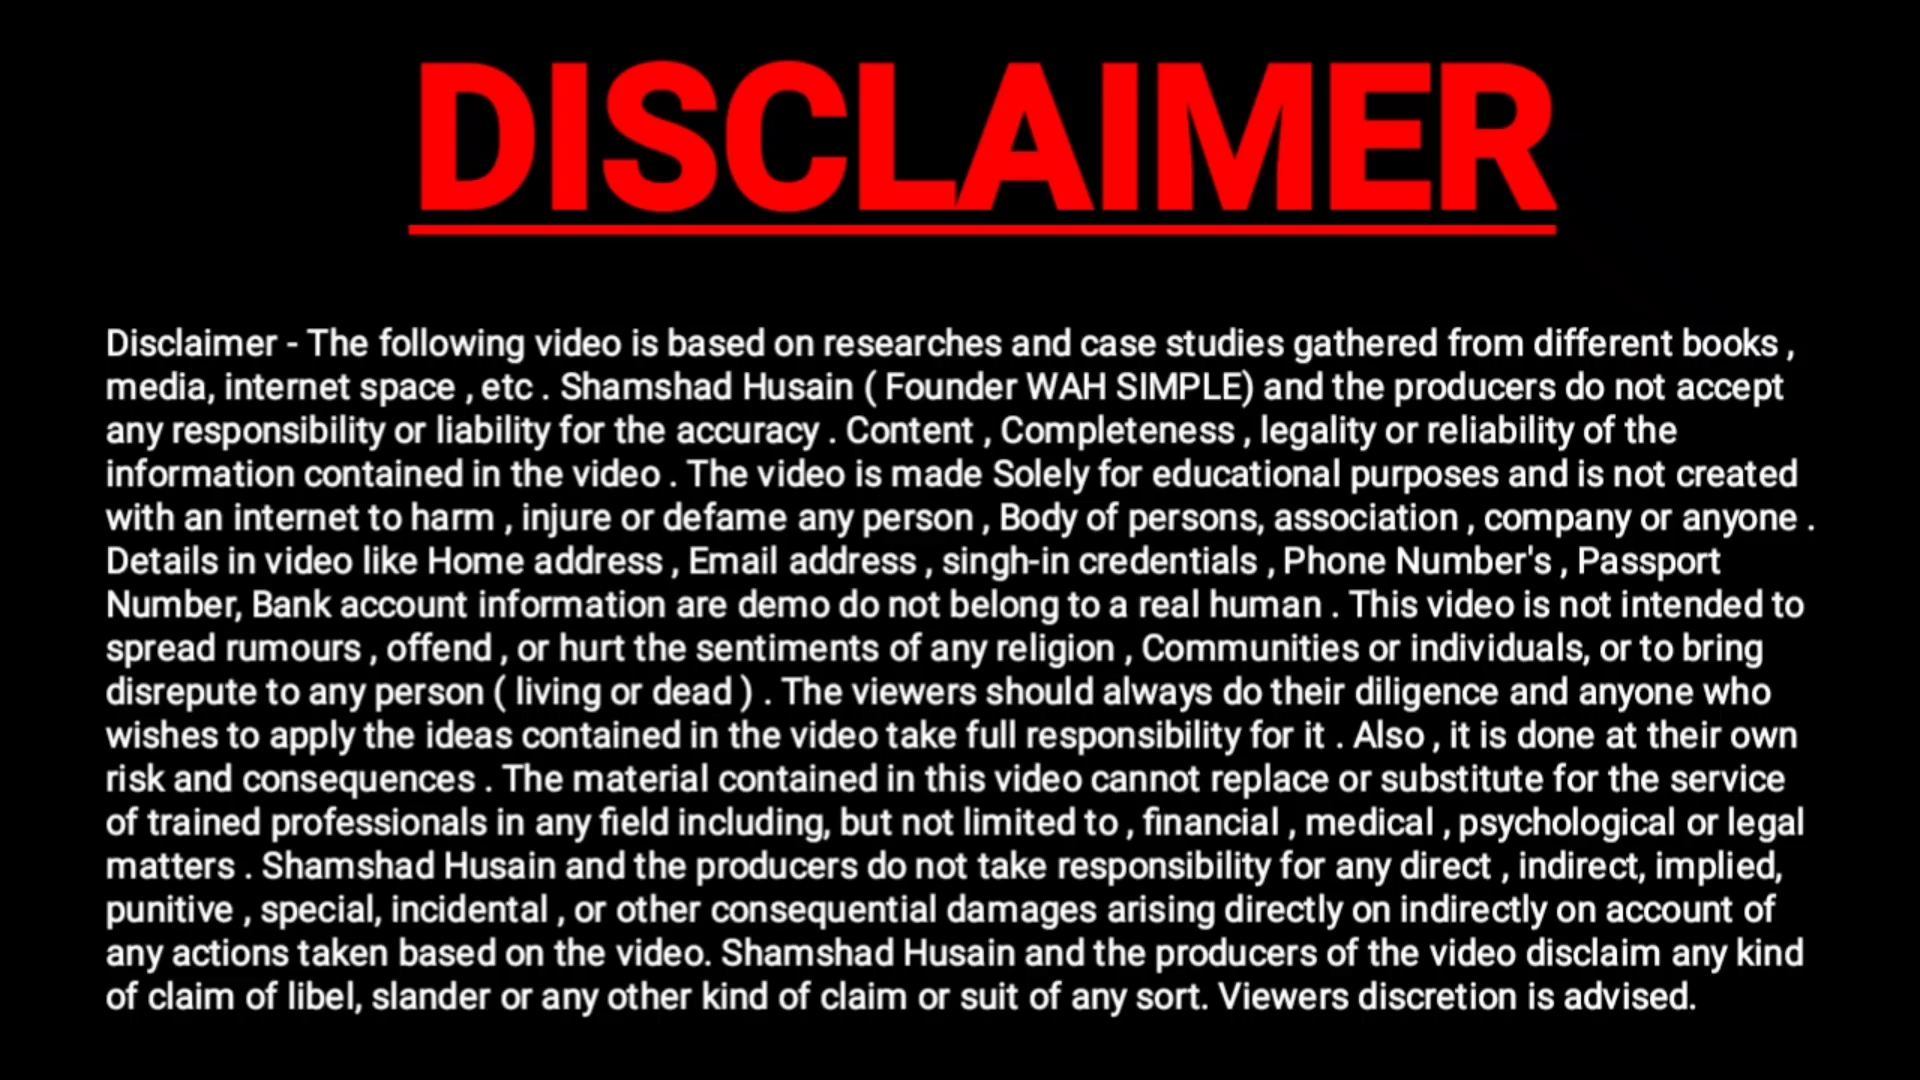 DISCLAIMER
Disclaimer - The following video is based on researches and case studies gathered from different books ,
media, internet space , etc . Shamshad Husain ( Founder WAH SIMPLE) and the producers do not accept
any responsibility or liability for the accuracy . Content , Completeness , legality or reliability of the
information contained in the video . The video is made Solely for educational purposes and is not created
with an internet to harm , injure or defame any person , Body of persons, association , company or anyone .
Details in video like Home address , Email address , singh-in credentials , Phone Number's , Passport
Number, Bank account information are demo do not belong to a real human . This video is not intended to
spread rumours , offend , or hurt the sentiments of any religion , Communities or individuals, or to bring
disrepute to any person ( living or dead ) . The viewers should always do their diligence and anyone who
wishes to apply the ideas contained in the video take full responsibility for it . Also , it is done at their own
risk and consequences . The material contained in this video cannot replace or substitute for the service
of trained professionals in any field including, but not limited to , financial , medical , psychological or legal
matters . Shamshad Husain and the producers do not take responsibility for any direct , indirect, implied,
punitive , special, incidental , or other consequential damages arising directly on indirectly on account of
any actions taken based on the video. Shamshad Husain and the producers of the video disclaim any kind
of claim of libel, slander or any other kind of claim or suit of any sort. Viewers discretion is advised.